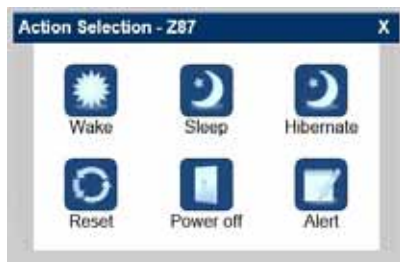 Action Selection - Z87 X
Wake Sleep Hibernate
Reset Power off Alert